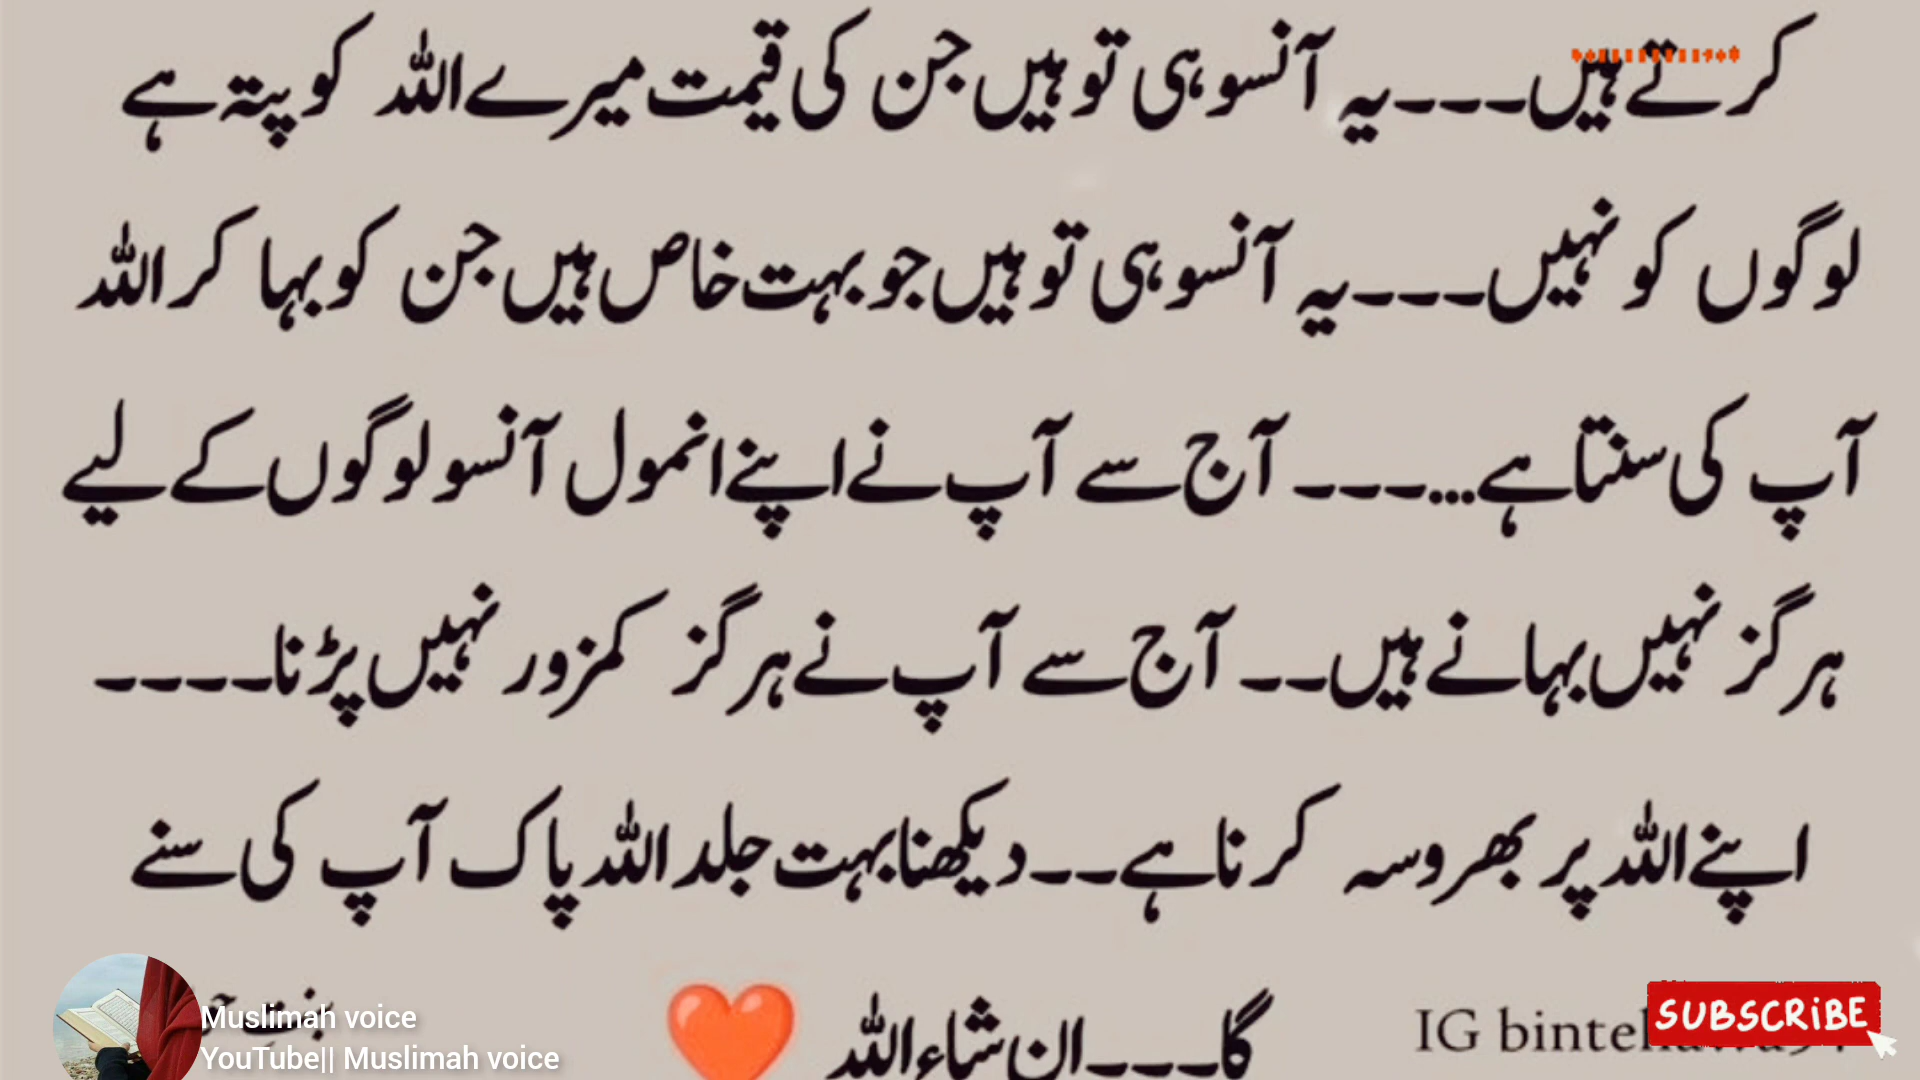 کرتے ہیں۔۔۔یہ آنسو ہی تو ہیں جن کی قیمت میرے اللہ کو پتہ ہے
لوگوں کو نہیں۔۔۔یہ آنسو ہی تو ہیں جو بہت خاص ہیں جن کو بہا کر اللہ
آپ کی سنتا ہے...۔۔۔ آج سے آپ نے اپنے انمول آنسو لوگوں کے لیے
ہرگز نہیں بہانے ہیں۔۔ آج سے آپ نے ہرگز کمزور نہیں پڑنا۔۔۔۔
اپنے اللہ پر بھروسہ کرنا ہے۔۔دیکھنا بہت جلد اللہ پاک آپ کی سنے
گا۔۔۔ان شاء اللہ ❤️
IG
SUBSCRIBE
Muslimah voice
YouTube|| Muslimah voice